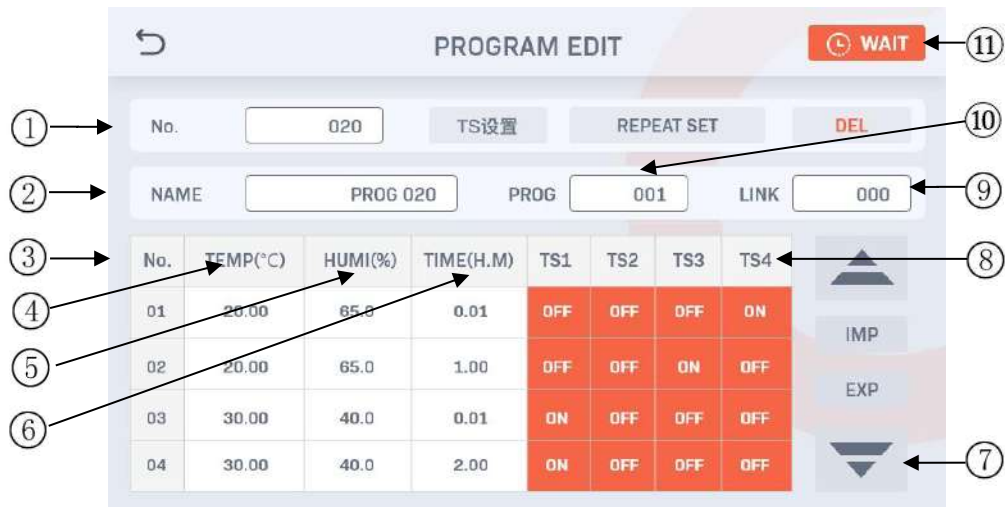 PROGRAM EDIT WAIT ⑪
① No. 020 TS设置 REPEAT SET DEL ⑩
② NAME PROG 020 PROG 001 LINK 000 ⑨
③ No. TEMP(°C) HUMI(%) TIME(H.M) TS1 TS2 TS3 TS4 ⑧
④ 01 20.00 65.0 0.01 OFF OFF OFF ON
IMP
⑤ 02 20.00 65.0 1.00 OFF OFF ON OFF
EXP
⑥ 03 30.00 40.0 0.01 ON OFF OFF OFF
04 30.00 40.0 2.00 ON OFF OFF OFF ⑦